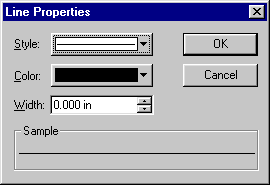 Line Properties
Style:
OK
Color:
Cancel
Width: 0.000 in
Sample